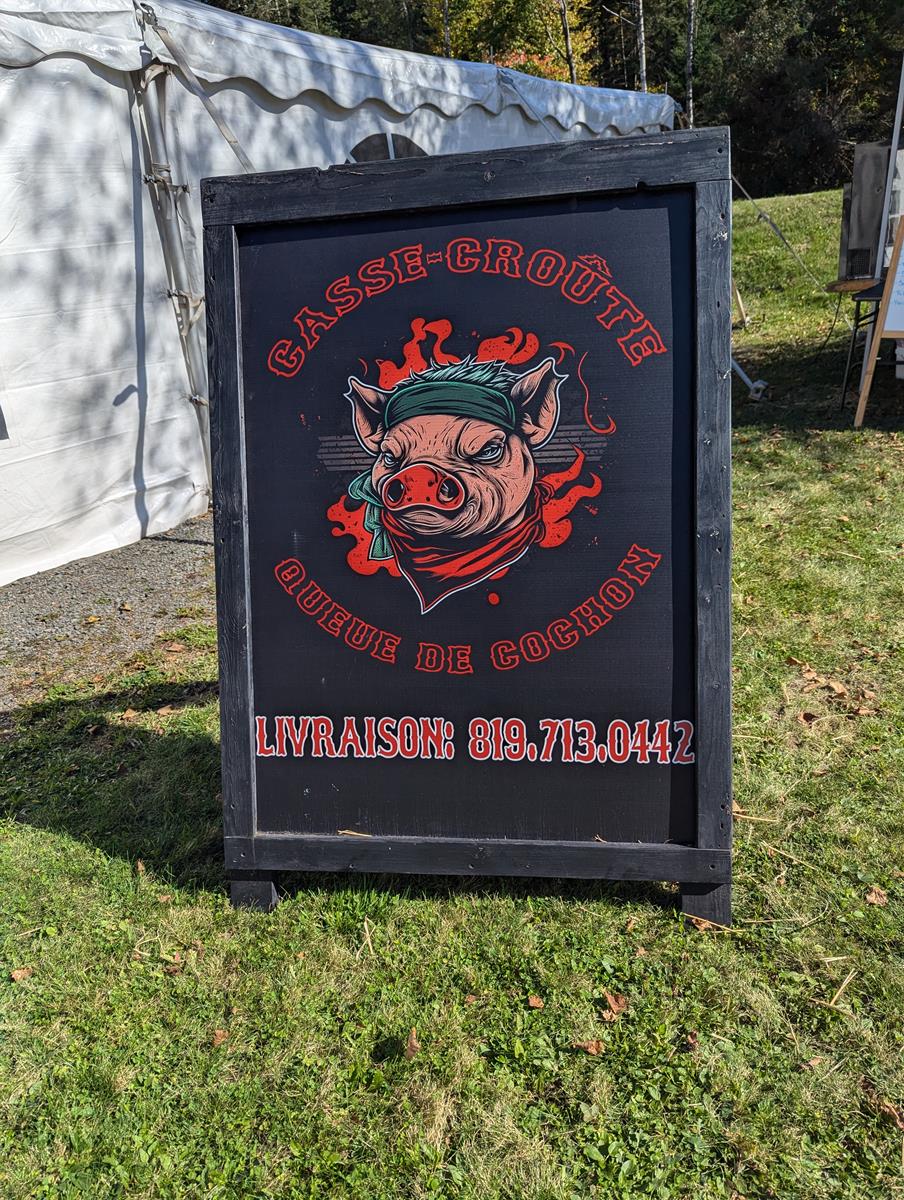 CASSE-CROÛTE
QUEUE DE COCHON
LIVRAISON: 819.713.0442